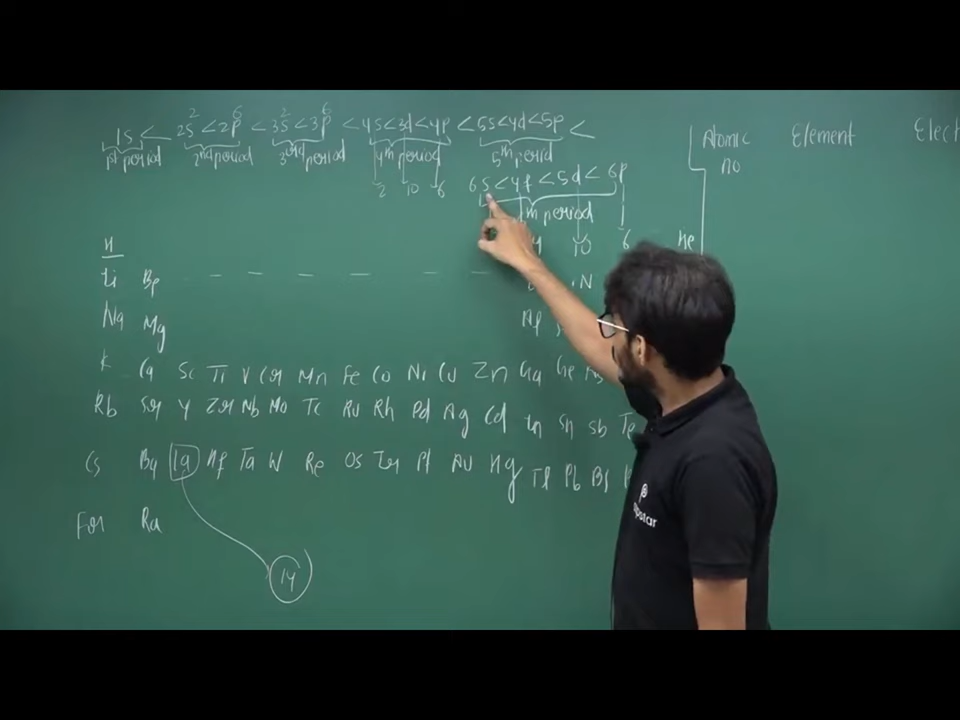 1s < 2s² < 2p⁶ < 3s² < 3p⁶ < 4s < 3d < 4p < 5s < 4d < 5p <
1st period 2nd period 3rd period 4th period 5th period
2 10 6
6s < 4f < 5d < 6p
th period
10 6
Atomic Element Elect
no
H He
Li Be N
Na Mg
K Ca Sc Ti V Cr Mn Fe Co Ni Cu Zn Ga Ge
Rb Sr Y Zr Nb Mo Tc Ru Rh Pd Ag Cd In Sn Sb Te
Cs Ba La Hf Ta W Re Os Ir Pt Au Hg Tl Pb Bi
Fr Ra
14